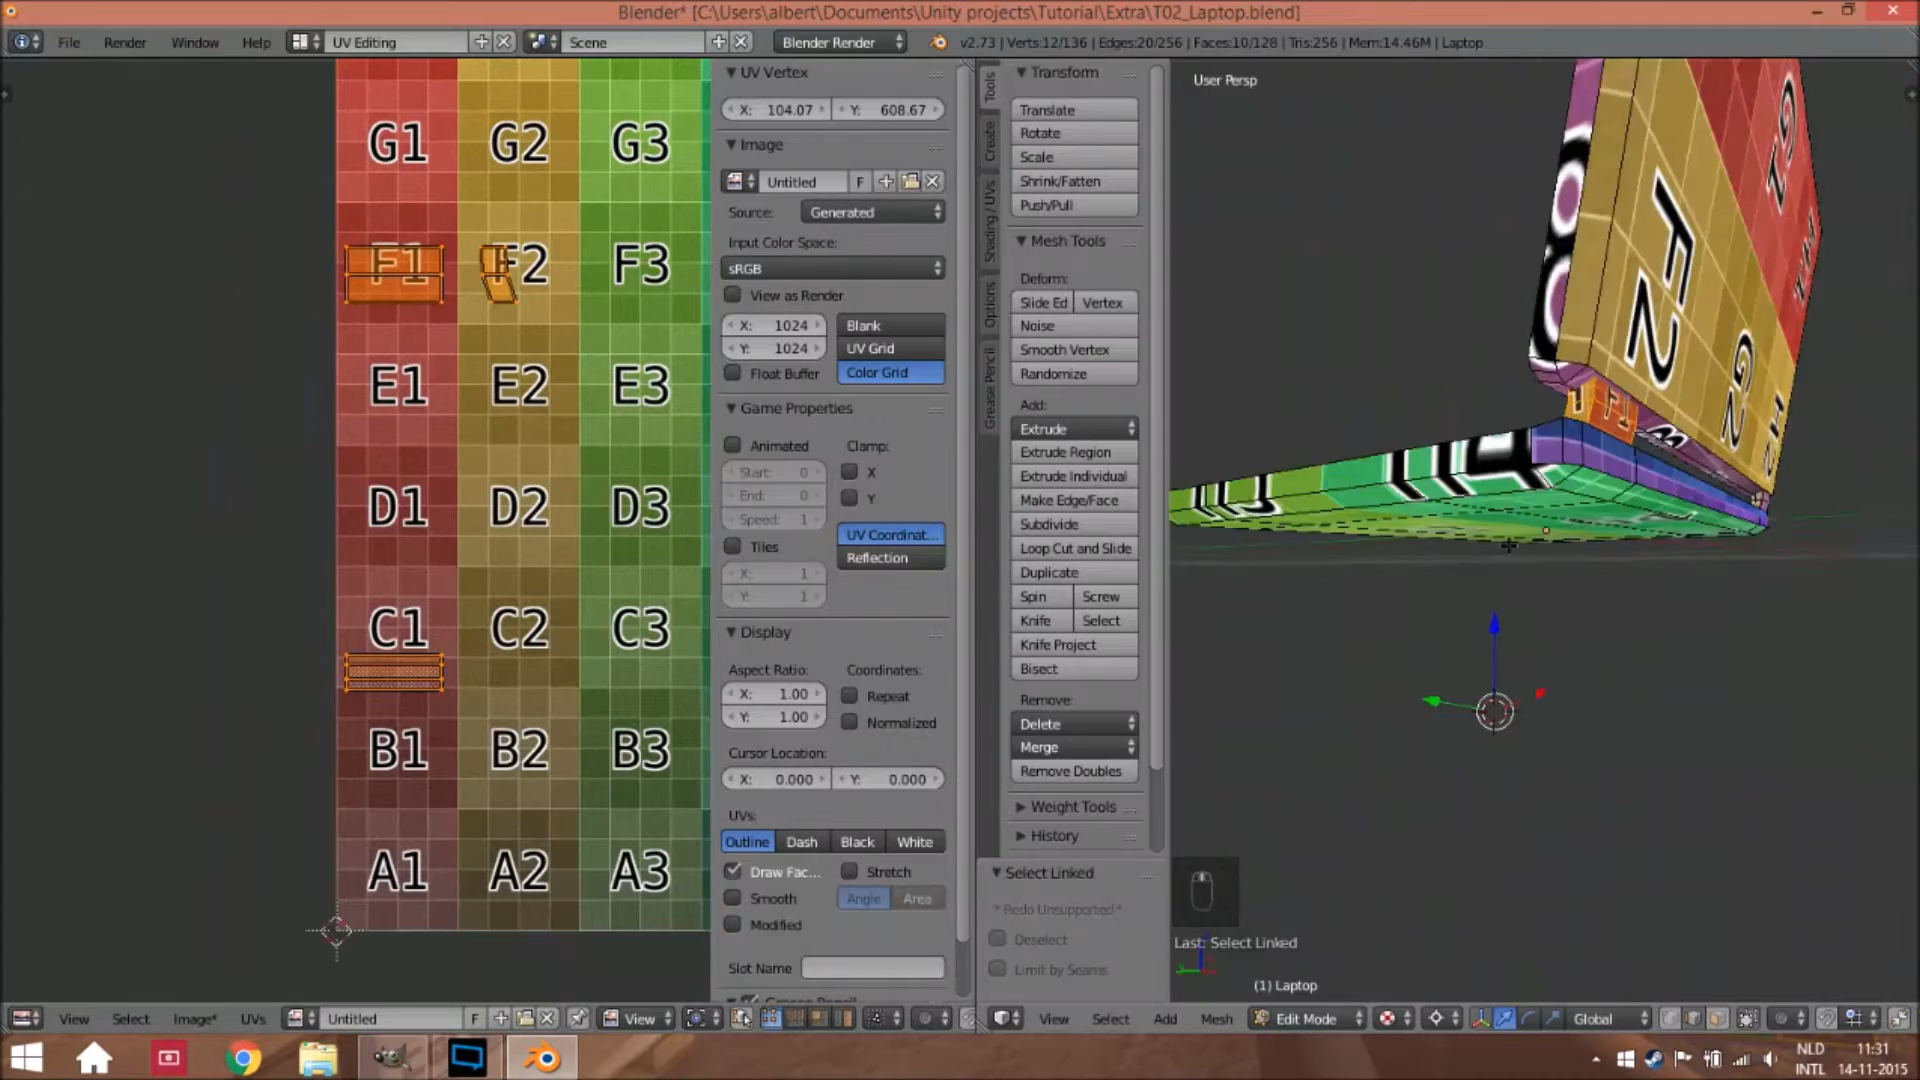 Blender* [C:\Users\albert\Documents\Unity projects\Tutorial\Extra\T02_Laptop.blend]
File Render Window Help UV Editing Scene Blender Render v2.73 | Verts:12/136 | Edges:20/256 | Faces:10/128 | Tris:256 | Mem:14.46M | Laptop
G1 G2 G3
F1 F2 F3
E1 E2 E3
D1 D2 D3
C1 C2 C3
B1 B2 B3
A1 A2 A3
UV Vertex
X: 104.07 Y: 608.67
Image
Untitled F
Source: Generated
Input Color Space:
sRGB
View as Render
X: 1024 Blank
Y: 1024 UV Grid
Float Buffer Color Grid
Game Properties
Animated Clamp:
Start: 0 X
End: 0 Y
Speed: 1
Tiles UV Coordinat...
X: 1 Reflection
Y: 1
Display
Aspect Ratio: Coordinates:
X: 1.00 Repeat
Y: 1.00 Normalized
Cursor Location:
X: 0.000 Y: 0.000
UVs:
Outline Dash Black White
Draw Fac... Stretch
Smooth Angle Area
Modified
Slot Name
Grease Pencil
Tools
Create
Shading / UVs
Options
Grease Pencil
Transform
Translate
Rotate
Scale
Shrink/Fatten
Push/Pull
Mesh Tools
Deform:
Slide Ed Vertex
Noise
Smooth Vertex
Randomize
Add:
Extrude
Extrude Region
Extrude Individual
Make Edge/Face
Subdivide
Loop Cut and Slide
Duplicate
Spin Screw
Knife Select
Knife Project
Bisect
Remove:
Delete
Merge
Remove Doubles
Weight Tools
History
Select Linked
* Redo Unsupported *
Deselect
Limit by Seams
User Persp
G1
F2
G2
F1
Last: Select Linked
(1) Laptop
View Select Image* UVs Untitled F View
View Select Add Mesh Edit Mode Global
NLD 11:31
INTL 14-11-2015